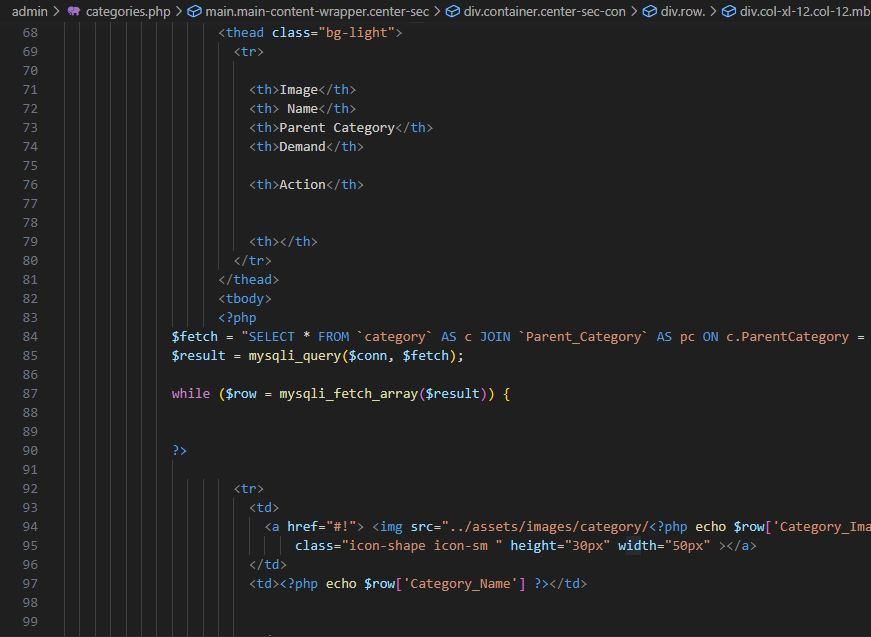 admin > categories.php > main.main-content-wrapper.center-sec > div.container.center-sec-con > div.row. > div.col-xl-12.col-12.mb
68 <thead class="bg-light">
69 <tr>
70
71 <th>Image</th>
72 <th> Name</th>
73 <th>Parent Category</th>
74 <th>Demand</th>
75
76 <th>Action</th>
77
78
79 <th></th>
80 </tr>
81 </thead>
82 <tbody>
83 <?php
84 $fetch = "SELECT * FROM `category` AS c JOIN `Parent_Category` AS pc ON c.ParentCategory =
85 $result = mysqli_query($conn, $fetch);
86
87 while ($row = mysqli_fetch_array($result)) {
88
89
90 ?>
91
92 <tr>
93 <td>
94 <a href="#!"> <img src="../assets/images/category/<?php echo $row['Category_Ima
95 class="icon-shape icon-sm " height="30px" width="50px" ></a>
96 </td>
97 <td><?php echo $row['Category_Name'] ?></td>
98
99